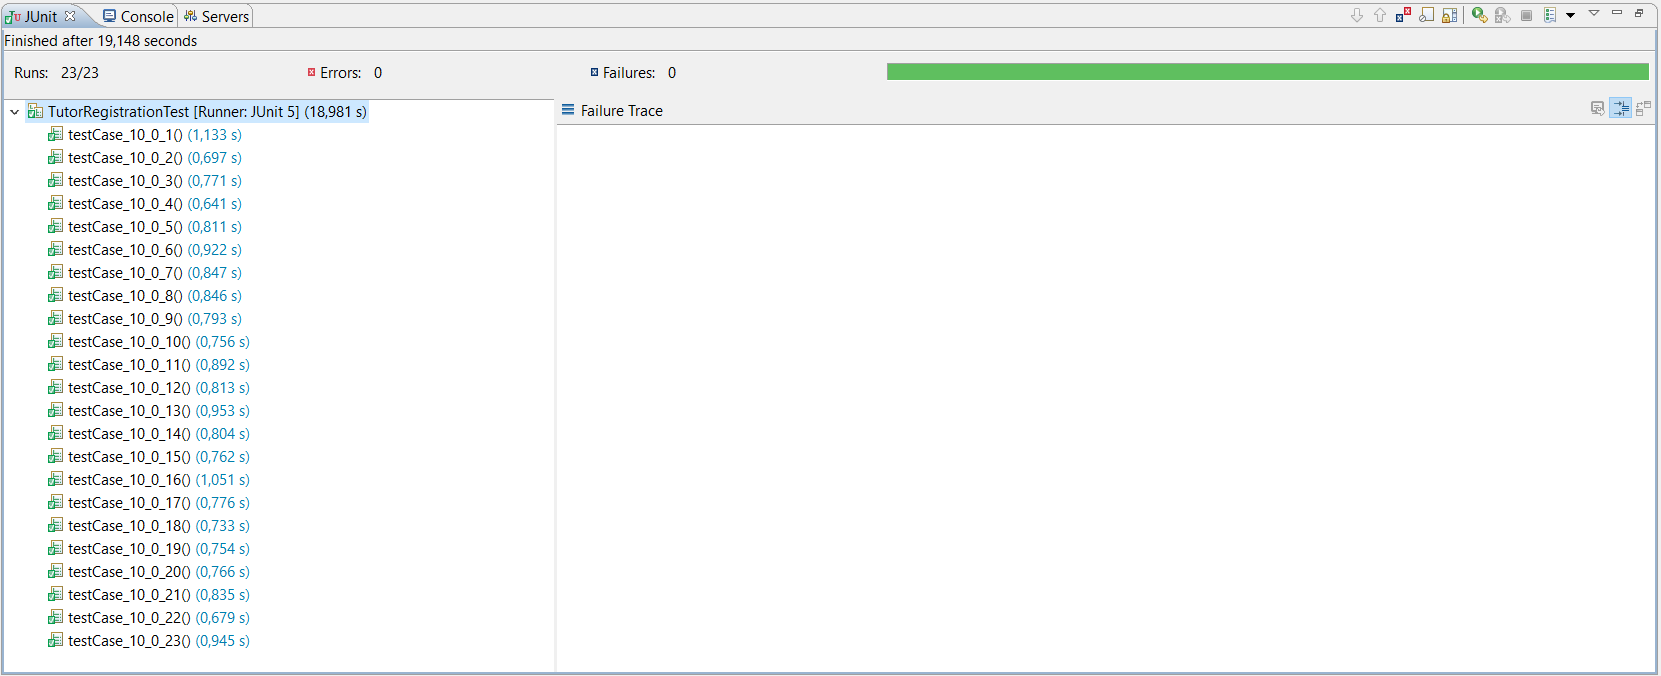 JUnit Console Servers
Finished after 19,148 seconds
Runs: 23/23 Errors: 0 Failures: 0
TutorRegistrationTest [Runner: JUnit 5] (18,981 s)
Failure Trace
testCase_10_0_1() (1,133 s)
testCase_10_0_2() (0,697 s)
testCase_10_0_3() (0,771 s)
testCase_10_0_4() (0,641 s)
testCase_10_0_5() (0,811 s)
testCase_10_0_6() (0,922 s)
testCase_10_0_7() (0,847 s)
testCase_10_0_8() (0,846 s)
testCase_10_0_9() (0,793 s)
testCase_10_0_10() (0,756 s)
testCase_10_0_11() (0,892 s)
testCase_10_0_12() (0,813 s)
testCase_10_0_13() (0,953 s)
testCase_10_0_14() (0,804 s)
testCase_10_0_15() (0,762 s)
testCase_10_0_16() (1,051 s)
testCase_10_0_17() (0,776 s)
testCase_10_0_18() (0,733 s)
testCase_10_0_19() (0,754 s)
testCase_10_0_20() (0,766 s)
testCase_10_0_21() (0,835 s)
testCase_10_0_22() (0,679 s)
testCase_10_0_23() (0,945 s)